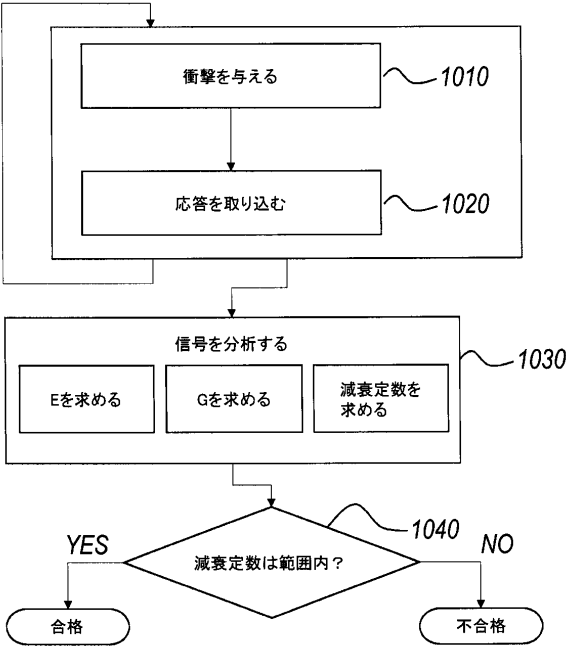 衝撃を与える
1010
応答を取り込む
1020
信号を分析する
1030
Eを求める
Gを求める
減衰定数を
求める
1040
YES
減衰定数は範囲内？
NO
合格
不合格